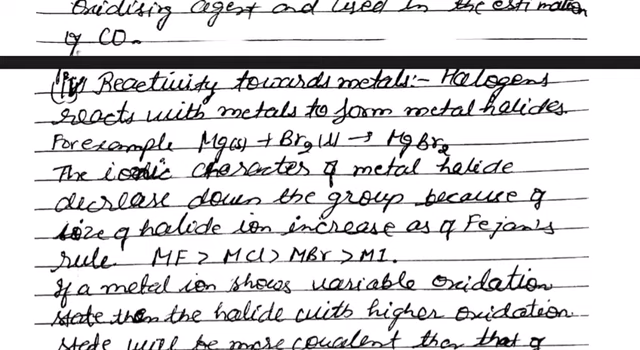 Oxidising agent and used in the estimation
of CO.
(iv) Reactivity towards metals:- Halogens
reacts with metals to form metal halides.
For example Mg(s) + Br2(l) → MgBr2
The ionic character of metal halide
decrease down the group because of
size of halide ion increase as of Fejan's
rule MF > MCl > MBr > MI.
If a metal ion shows variable oxidation
state then the halide with higher oxidation
state will be more covalent than that of